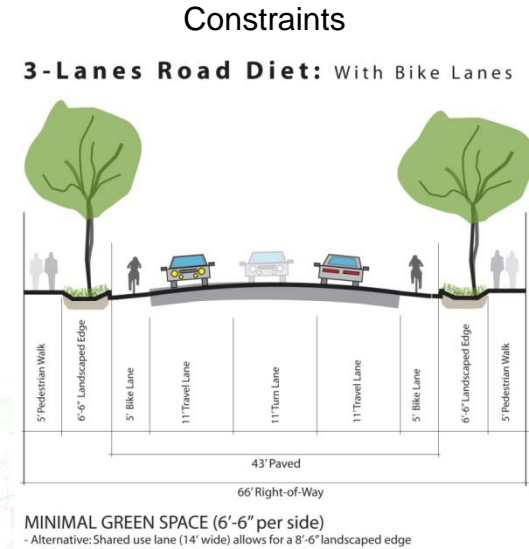 Constraints
3-Lanes Road Diet: With Bike Lanes
5' Pedestrian Walk
6'-6" Landscaped Edge
5' Bike Lane
11' Travel Lane
11' Turn Lane
11' Travel Lane
5' Bike Lane
6'-6" Landscaped Edge
5' Pedestrian Walk
43' Paved
66' Right-of-Way
MINIMAL GREEN SPACE (6'-6" per side)
- Alternative: Shared use lane (14' wide) allows for a 8'-6" landscaped edge